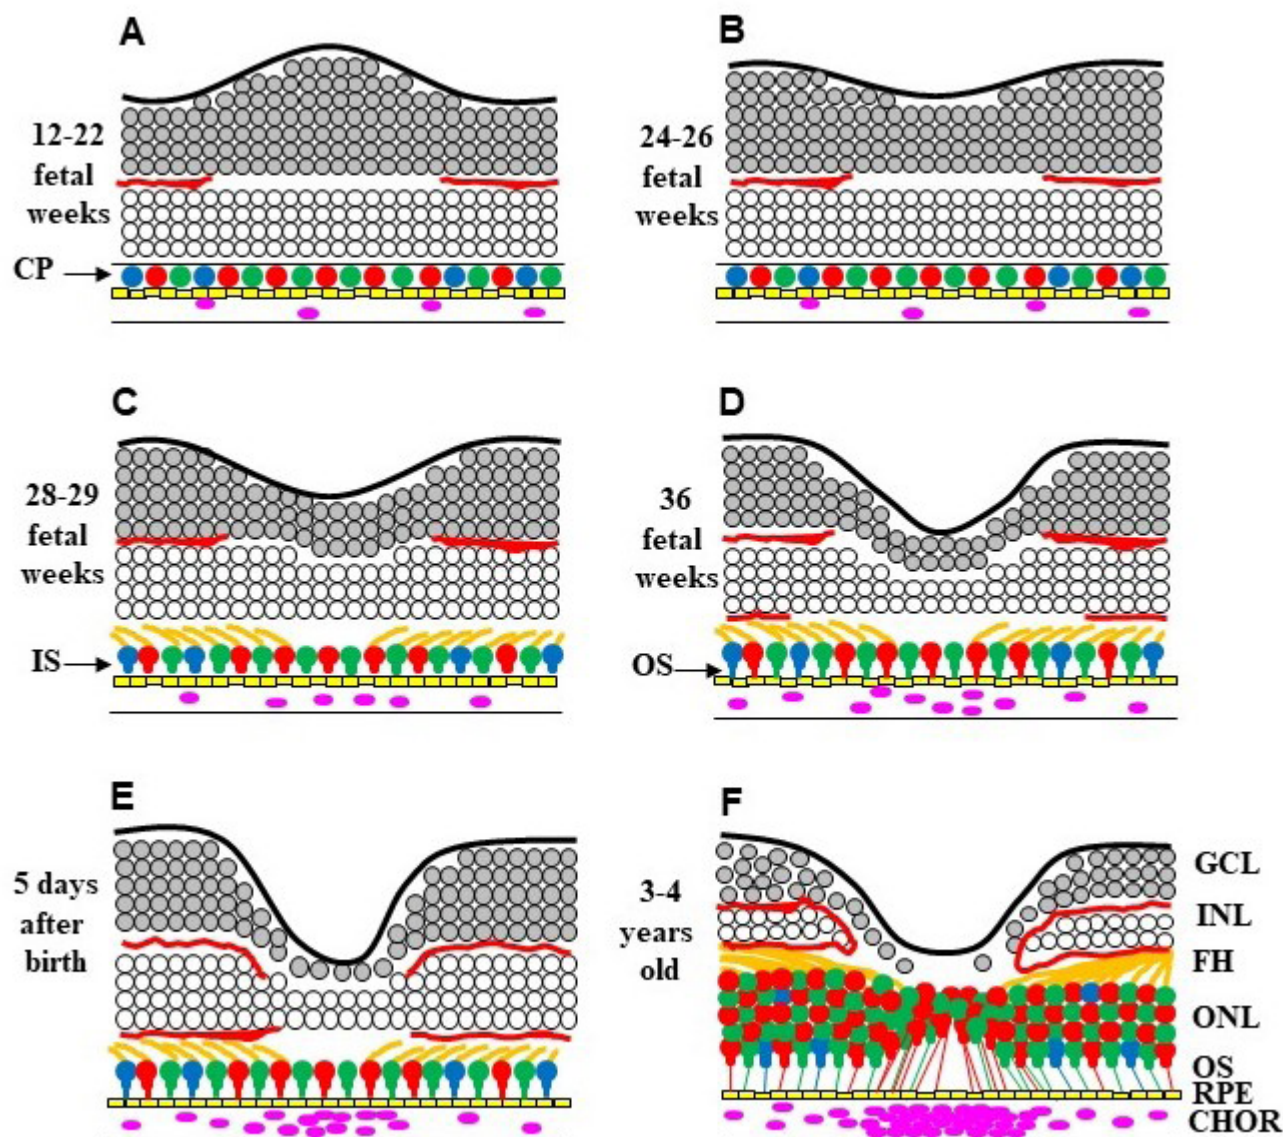 A
12-22
fetal
weeks
CP
B
24-26
fetal
weeks
C
28-29
fetal
weeks
IS
D
36
fetal
weeks
OS
E
5 days
after
birth
F
3-4
years
old
GCL
INL
FH
ONL
OS
RPE
CHOR